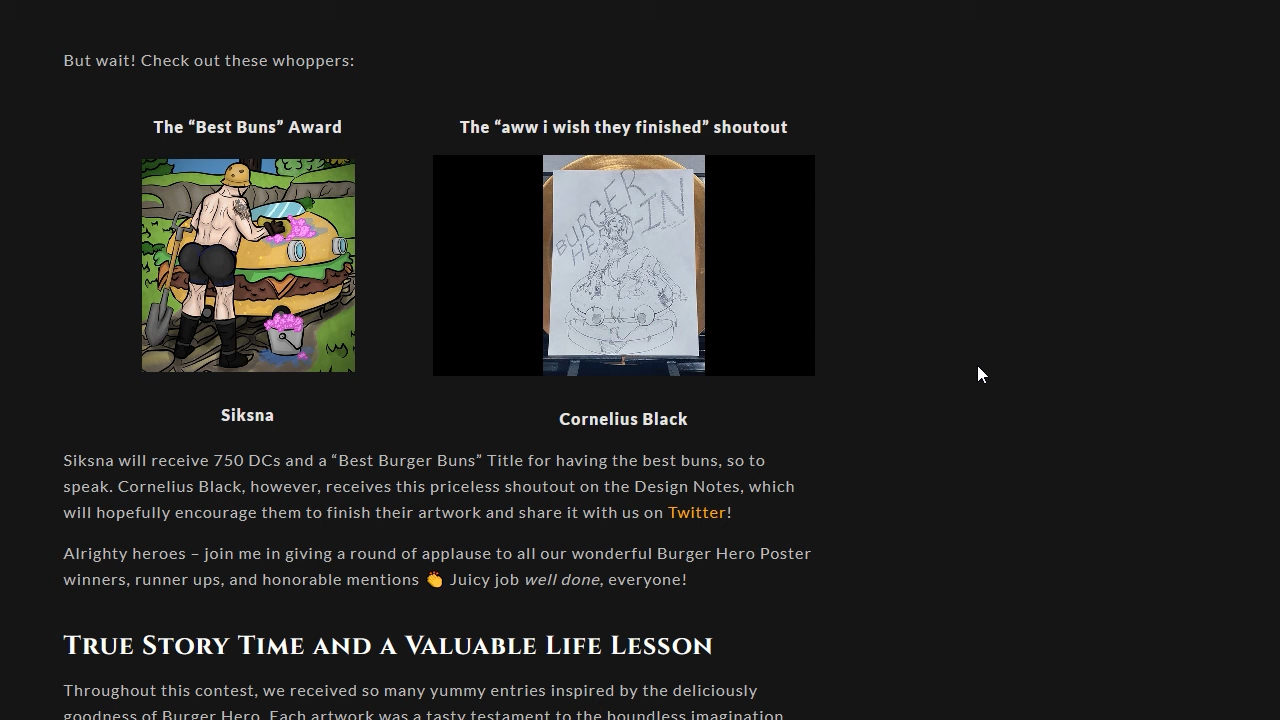 But wait! Check out these whoppers:
The “Best Buns” Award
The “aww i wish they finished” shoutout
BURGER
HERO-IN
Siksna
Cornelius Black
Siksna will receive 750 DCs and a “Best Burger Buns” Title for having the best buns, so to
speak. Cornelius Black, however, receives this priceless shoutout on the Design Notes, which
will hopefully encourage them to finish their artwork and share it with us on Twitter!
Alrighty heroes – join me in giving a round of applause to all our wonderful Burger Hero Poster
winners, runner ups, and honorable mentions 👏 Juicy job well done, everyone!
True Story Time and a Valuable Life Lesson
Throughout this contest, we received so many yummy entries inspired by the deliciously
goodness of Burger Hero. Each artwork was a tasty testament to the boundless imagination